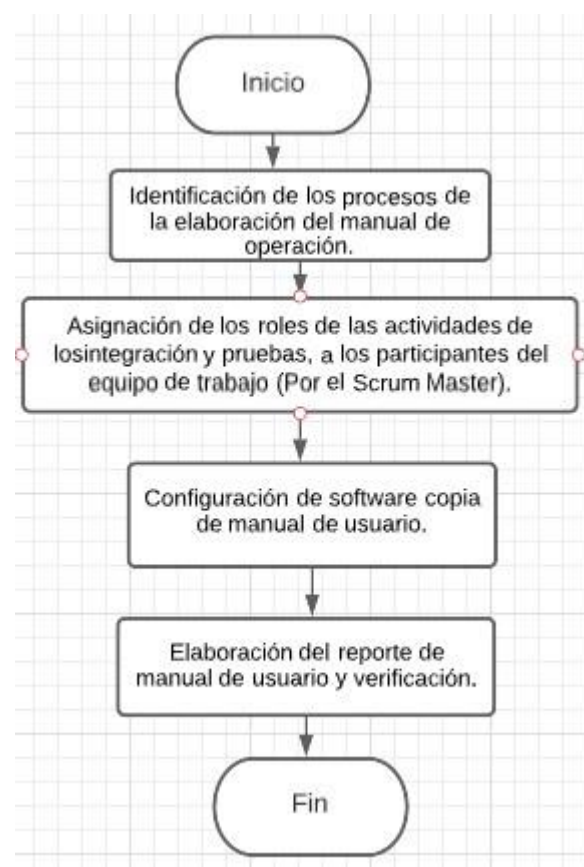 Inicio
Identificación de los procesos de
la elaboración del manual de
operación.
Asignación de los roles de las actividades de
losintegración y pruebas, a los participantes del
equipo de trabajo (Por el Scrum Master).
Configuración de software copia
de manual de usuario.
Elaboración del reporte de
manual de usuario y verificación.
Fin